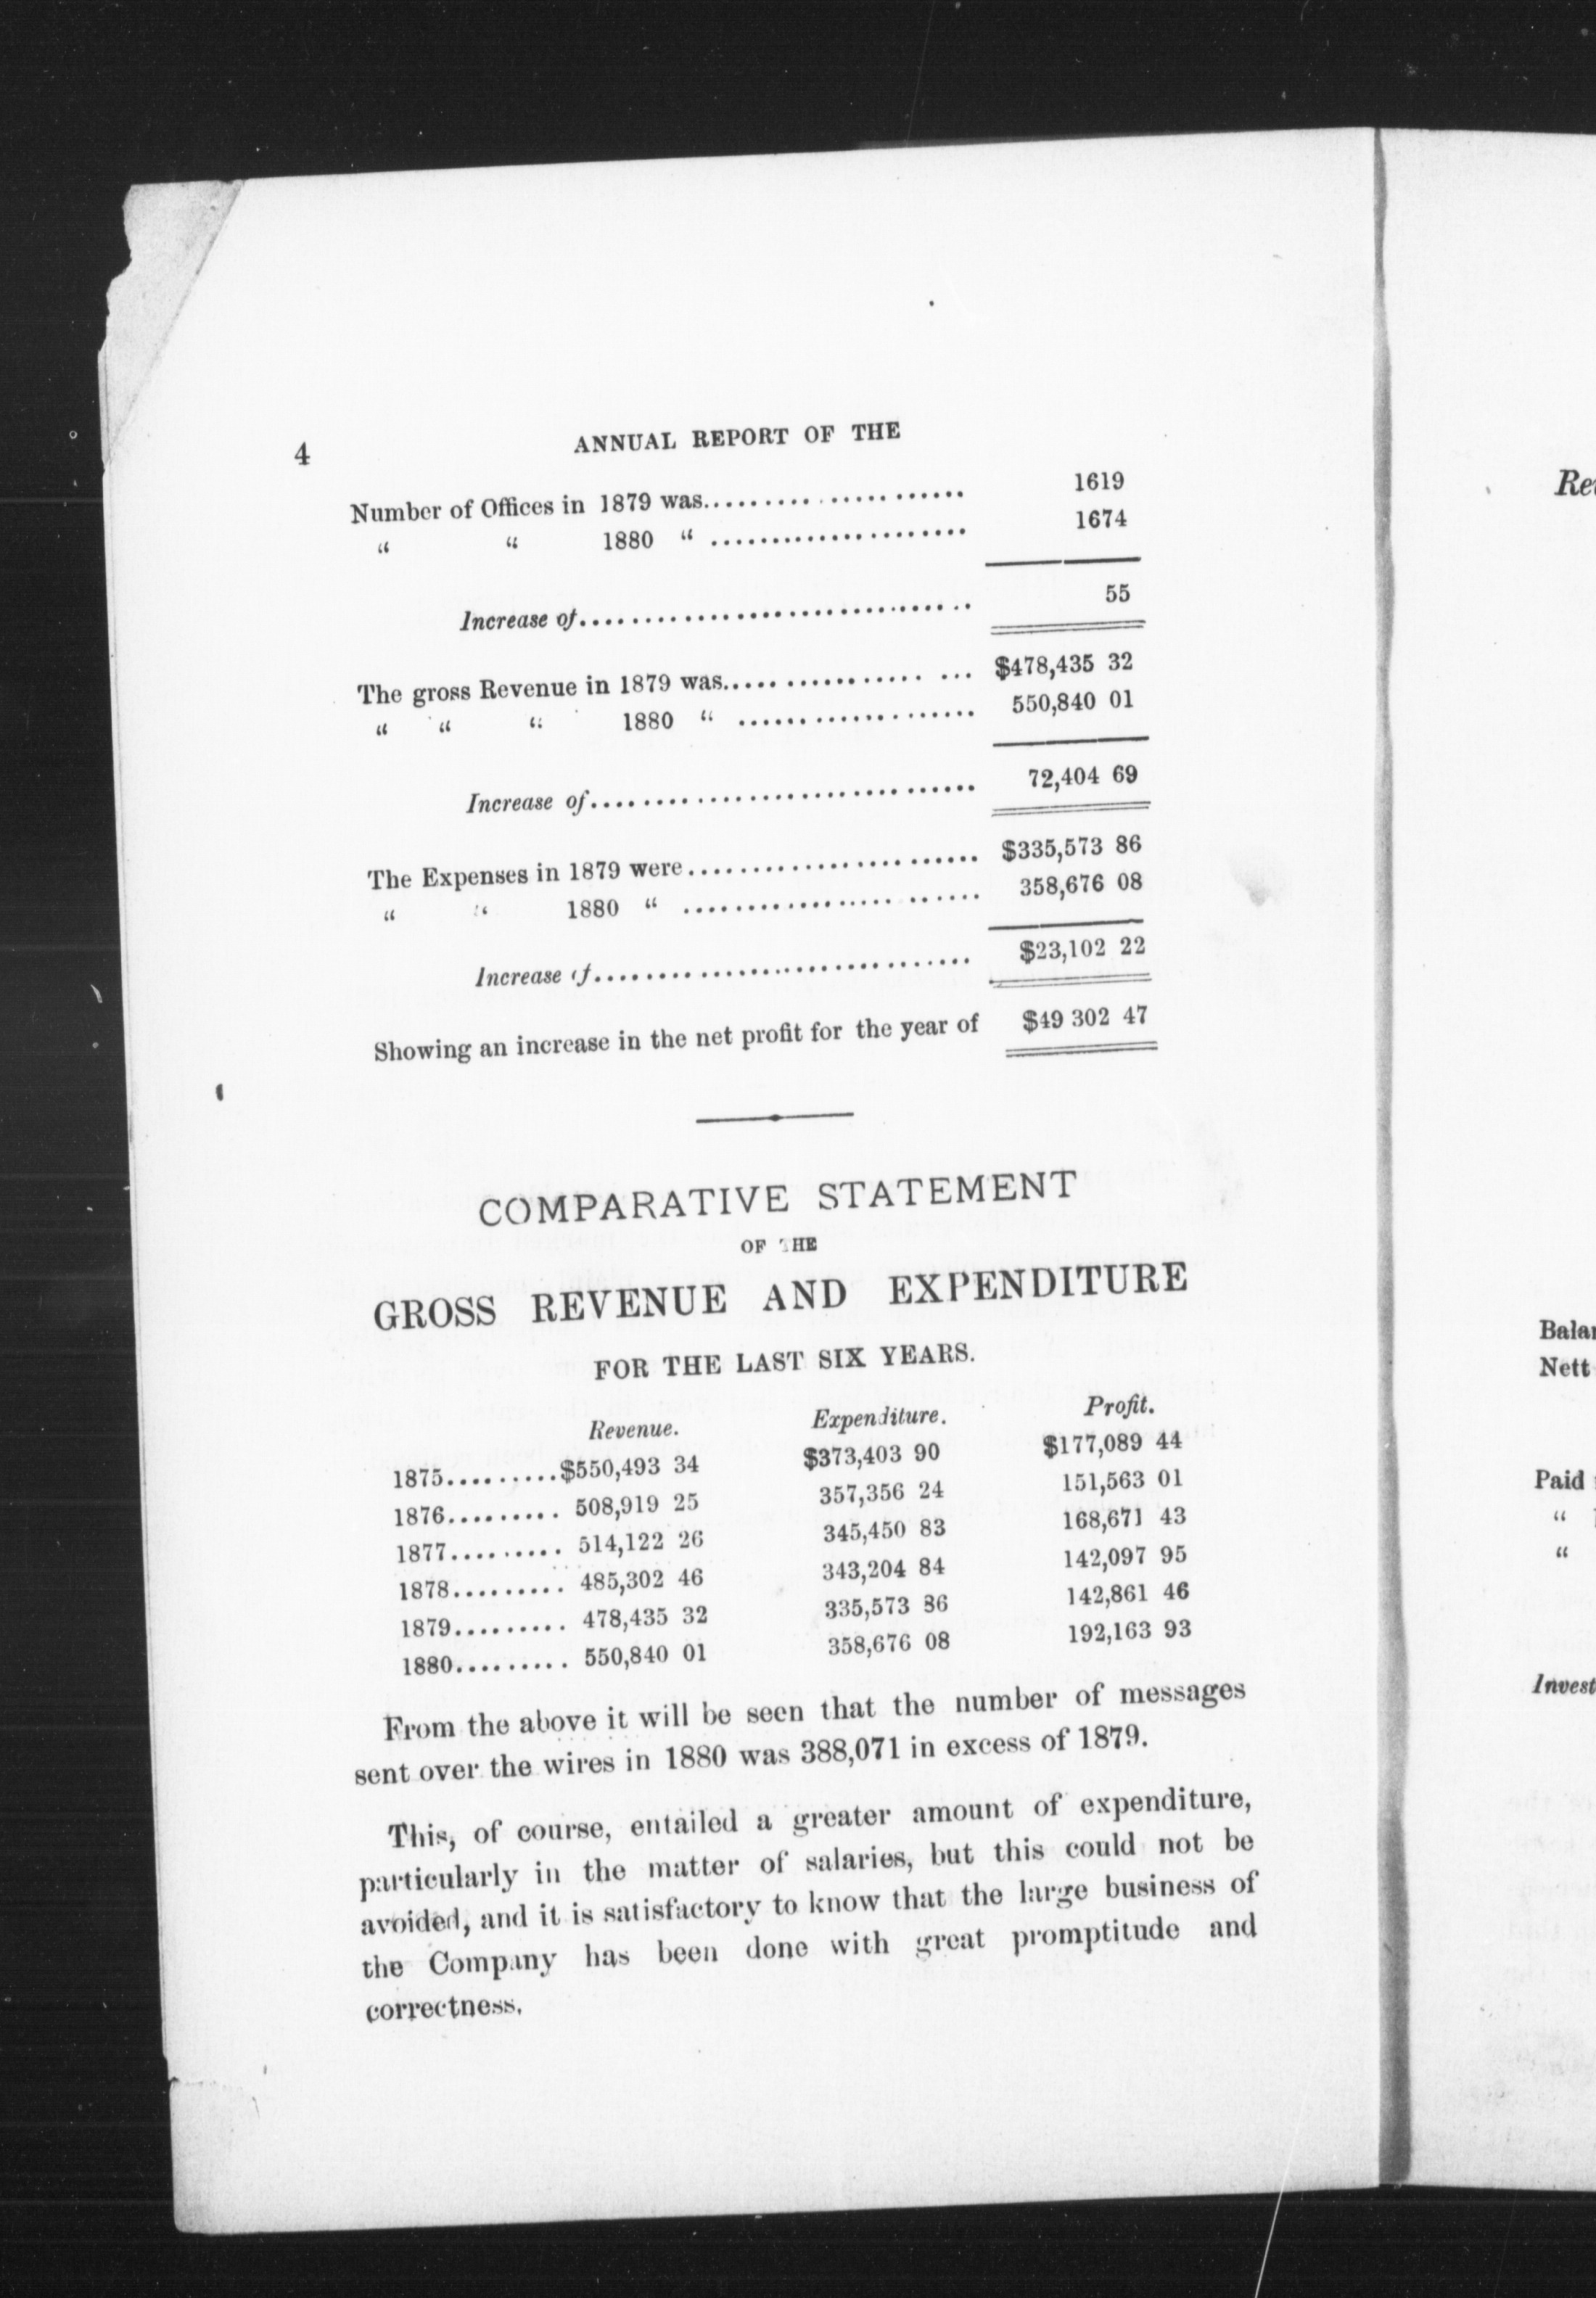 4
ANNUAL REPORT OF THE
Number of Offices in 1879 was.............................. 1619
“ “ 1880 “ ...................... 1674
Increase of.............................. 55
The gross Revenue in 1879 was.................... $478,435 32
“ “ “ 1880 “ .................... 550,840 01
Increase of.............................. 72,404 69
The Expenses in 1879 were....................... $335,573 86
“ “ 1880 “ ........................ 358,676 08
Increase of.............................. $23,102 22
Showing an increase in the net profit for the year of $49 302 47
COMPARATIVE STATEMENT
OF THE
GROSS REVENUE AND EXPENDITURE
FOR THE LAST SIX YEARS.
Revenue. Expenditure. Profit.
1875.........$550,493 34 $373,403 90 $177,089 44
1876......... 508,919 25 357,356 24 151,563 01
1877......... 514,122 26 345,450 83 168,671 43
1878......... 485,302 46 343,204 84 142,097 95
1879......... 478,435 32 335,573 86 142,861 46
1880......... 550,840 01 358,676 08 192,163 93
From the above it will be seen that the number of messages
sent over the wires in 1880 was 388,071 in excess of 1879.
This, of course, entailed a greater amount of expenditure,
particularly in the matter of salaries, but this could not be
avoided, and it is satisfactory to know that the large business of
the Company has been done with great promptitude and
correctness.
Nett
Paid
“
“